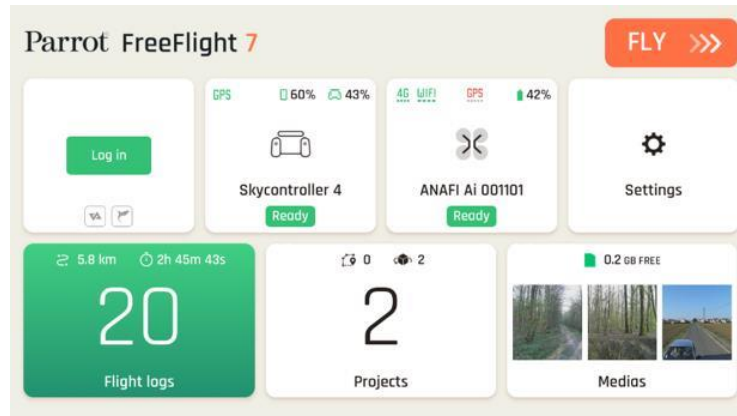 Parrot FreeFlight 7
FLY
Log in
GPS 60% 43%
Skycontroller 4
Ready
4G WIFI GPS 42%
ANAFI Ai 001101
Ready
Settings
5.8 km 2h 45m 43s
20
Flight logs
0 2
2
Projects
0.2 GB FREE
Medias